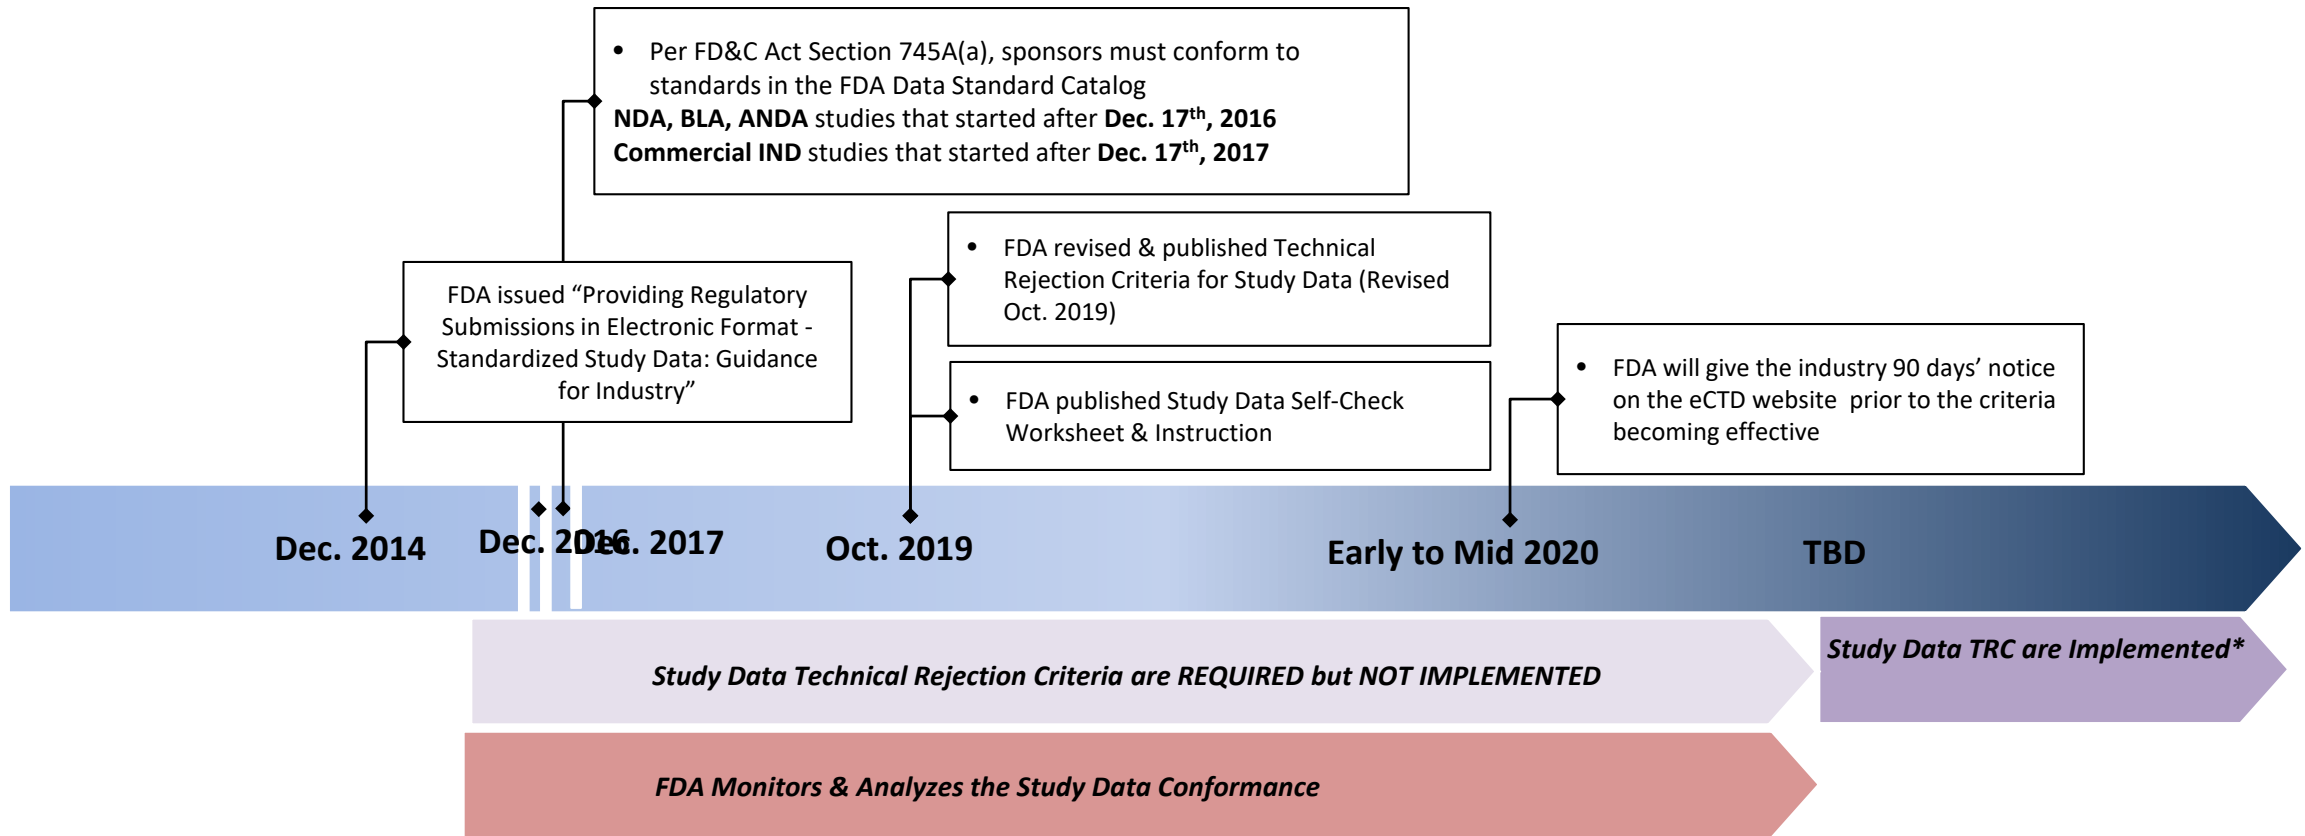 • Per FD&C Act Section 745A(a), sponsors must conform to
standards in the FDA Data Standard Catalog
NDA, BLA, ANDA studies that started after Dec. 17th, 2016
Commercial IND studies that started after Dec. 17th, 2017
FDA issued “Providing Regulatory
Submissions in Electronic Format -
Standardized Study Data: Guidance
for Industry”
• FDA revised & published Technical
Rejection Criteria for Study Data (Revised
Oct. 2019)
• FDA published Study Data Self-Check
Worksheet & Instruction
• FDA will give the industry 90 days’ notice
on the eCTD website prior to the criteria
becoming effective
Dec. 2014
Dec. 2016
Dec. 2017
Oct. 2019
Early to Mid 2020
TBD
Study Data Technical Rejection Criteria are REQUIRED but NOT IMPLEMENTED
Study Data TRC are Implemented*
FDA Monitors & Analyzes the Study Data Conformance